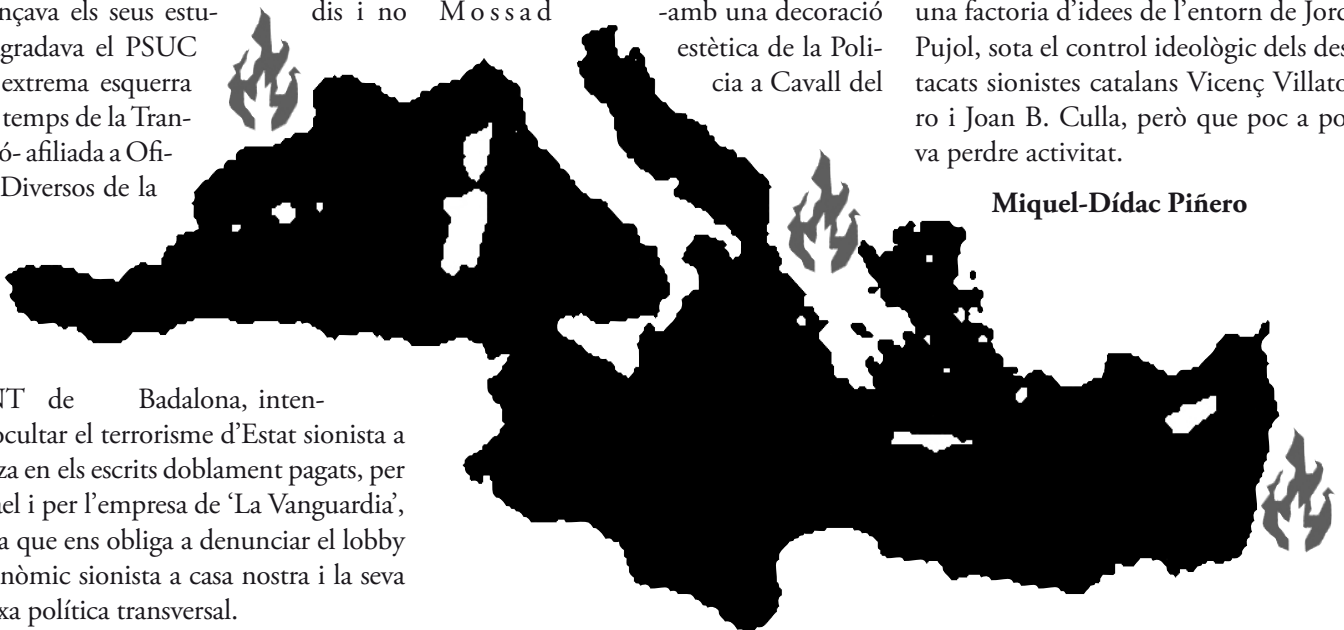 nçava els seus estu- dis i no
gradava el PSUC
extrema esquerra
temps de la Tran-
ó- afiliada a Ofi-
Diversos de la
NT de Badalona, inten-
ocultar el terrorisme d’Estat sionista a
za en els escrits doblament pagats, per
el i per l’empresa de ‘La Vanguardia’,
a que ens obliga a denunciar el lobby
nòmic sionista a casa nostra i la seva
xa política transversal.
Mossad -amb una decoració
estètica de la Poli-
cia a Cavall del
una factoria d’idees de l’entorn de Jord
Pujol, sota el control ideològic dels des
tacats sionistes catalans Vicenç Villato
ro i Joan B. Culla, però que poc a po
va perdre activitat.
Miquel-Dídac Piñero